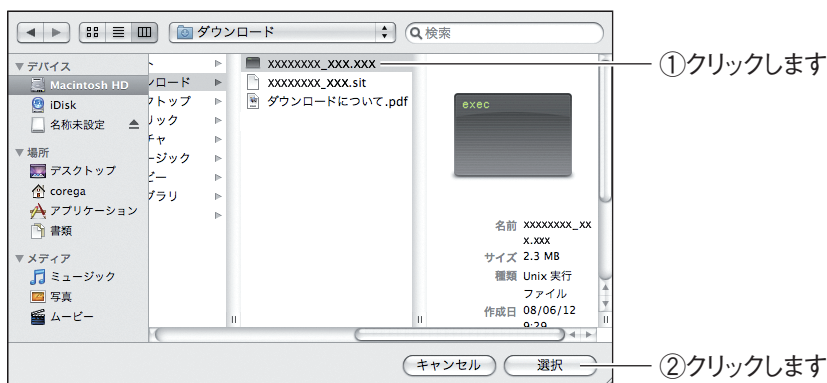 ダウンロード
検索
デバイス
Macintosh HD
iDisk
名称未設定
場所
デスクトップ
corega
アプリケーション
書類
メディア
ミュージック
写真
ムービー
ンロード
クトップ
リック
チャ
ージック
ビー
ブラリ
xxxxxxxx_xxx.xxx
xxxxxxxx_xxx.sit
ダウンロードについて.pdf
exec
名前 xxxxxxxx_xx
x.xxx
サイズ 2.3 MB
種類 Unix 実行
ファイル
作成日 08/06/12
9:29
キャンセル
選択
①クリックします
②クリックします